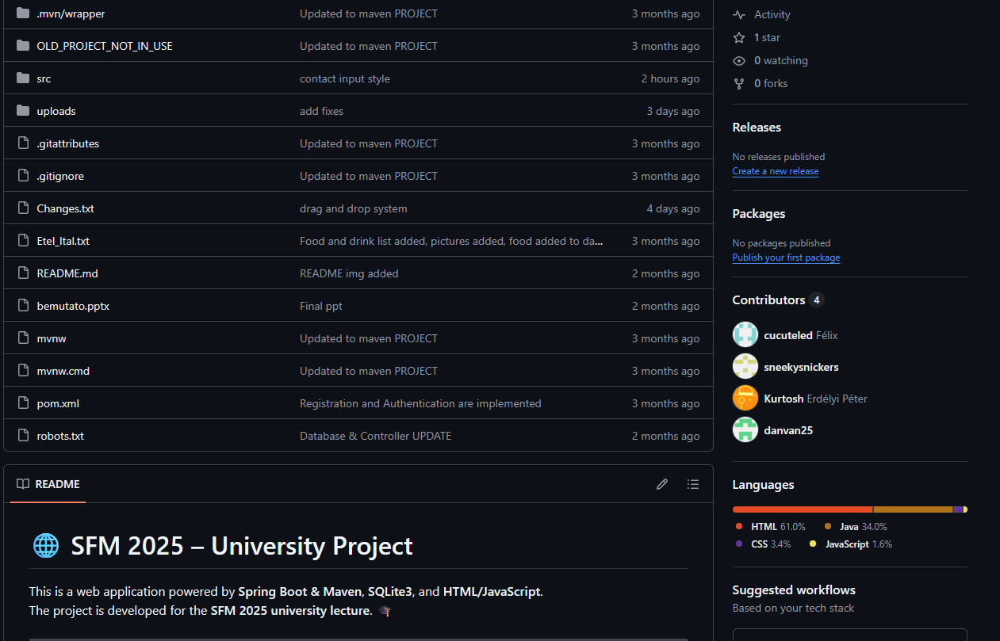 .mvn/wrapper Updated to maven PROJECT 3 months ago
OLD_PROJECT_NOT_IN_USE Updated to maven PROJECT 3 months ago
src contact input style 2 hours ago
uploads add fixes 3 days ago
.gitattributes Updated to maven PROJECT 3 months ago
.gitignore Updated to maven PROJECT 3 months ago
Changes.txt drag and drop system 4 days ago
Etel_Ital.txt Food and drink list added, pictures added, food added to da... 3 months ago
README.md README img added 2 months ago
bemutato.pptx Final ppt 2 months ago
mvnw Updated to maven PROJECT 3 months ago
mvnw.cmd Updated to maven PROJECT 3 months ago
pom.xml Registration and Authentication are implemented 3 months ago
robots.txt Database & Controller UPDATE 2 months ago
README
SFM 2025 – University Project
This is a web application powered by Spring Boot & Maven, SQLite3, and HTML/JavaScript.
The project is developed for the SFM 2025 university lecture.
Activity
1 star
0 watching
0 forks
Releases
No releases published
Create a new release
Packages
No packages published
Publish your first package
Contributors 4
cucuteled Félix
sneekysnickers
Kurtosh Erdélyi Péter
danvan25
Languages
HTML 61.0% Java 34.0%
CSS 3.4% JavaScript 1.6%
Suggested workflows
Based on your tech stack